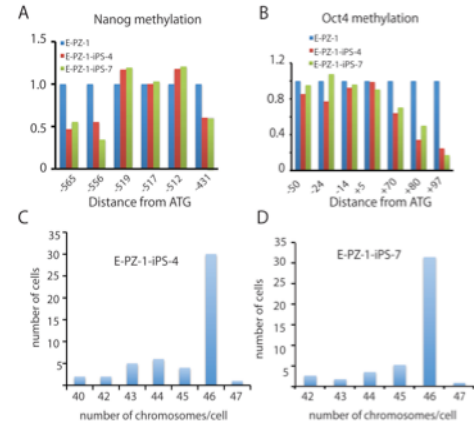 A
Nanog methylation
E-PZ-1
E-PZ-1-iPS-4
E-PZ-1-iPS-7
1.5
1.0
0.5
0
-565
-556
-519
-517
-512
-431
Distance from ATG
B
Oct4 methylation
E-PZ-1
E-PZ-1-iPS-4
E-PZ-1-iPS-7
1.2
0.8
0.4
0
-50
-24
-14
+5
+70
+80
+97
Distance from ATG
C
E-PZ-1-iPS-4
number of cells
35
30
25
20
15
10
5
40 42 43 44 45 46 47
number of chromosomes/cell
D
E-PZ-1-iPS-7
number of cells
35
30
25
20
15
10
5
42 43 44 45 46 47
number of chromosomes/cell